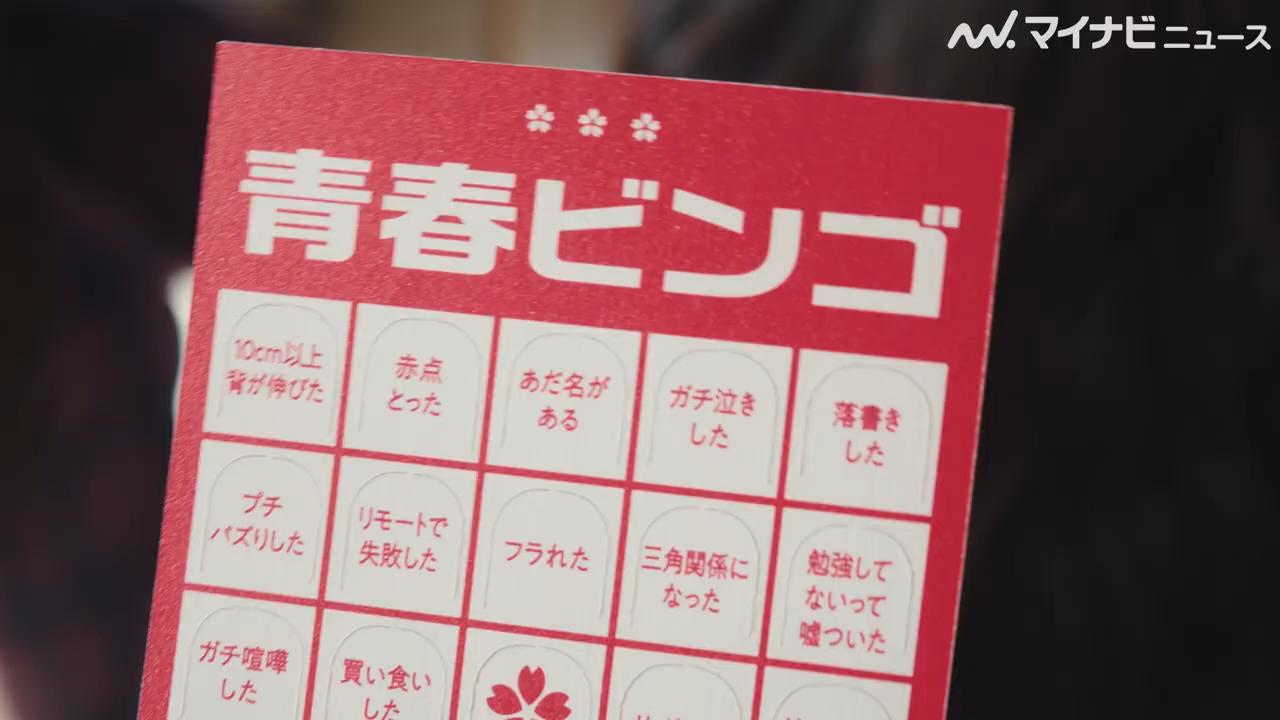 マイナビニュース
青春ビンゴ
10cm以上
背が伸びた
赤点
とった
あだ名が
ある
ガチ泣き
した
落書き
した
プチ
バズりした
リモートで
失敗した
フラれた
三角関係に
なった
勉強して
ないって
嘘ついた
ガチ喧嘩
した
買い食い
した